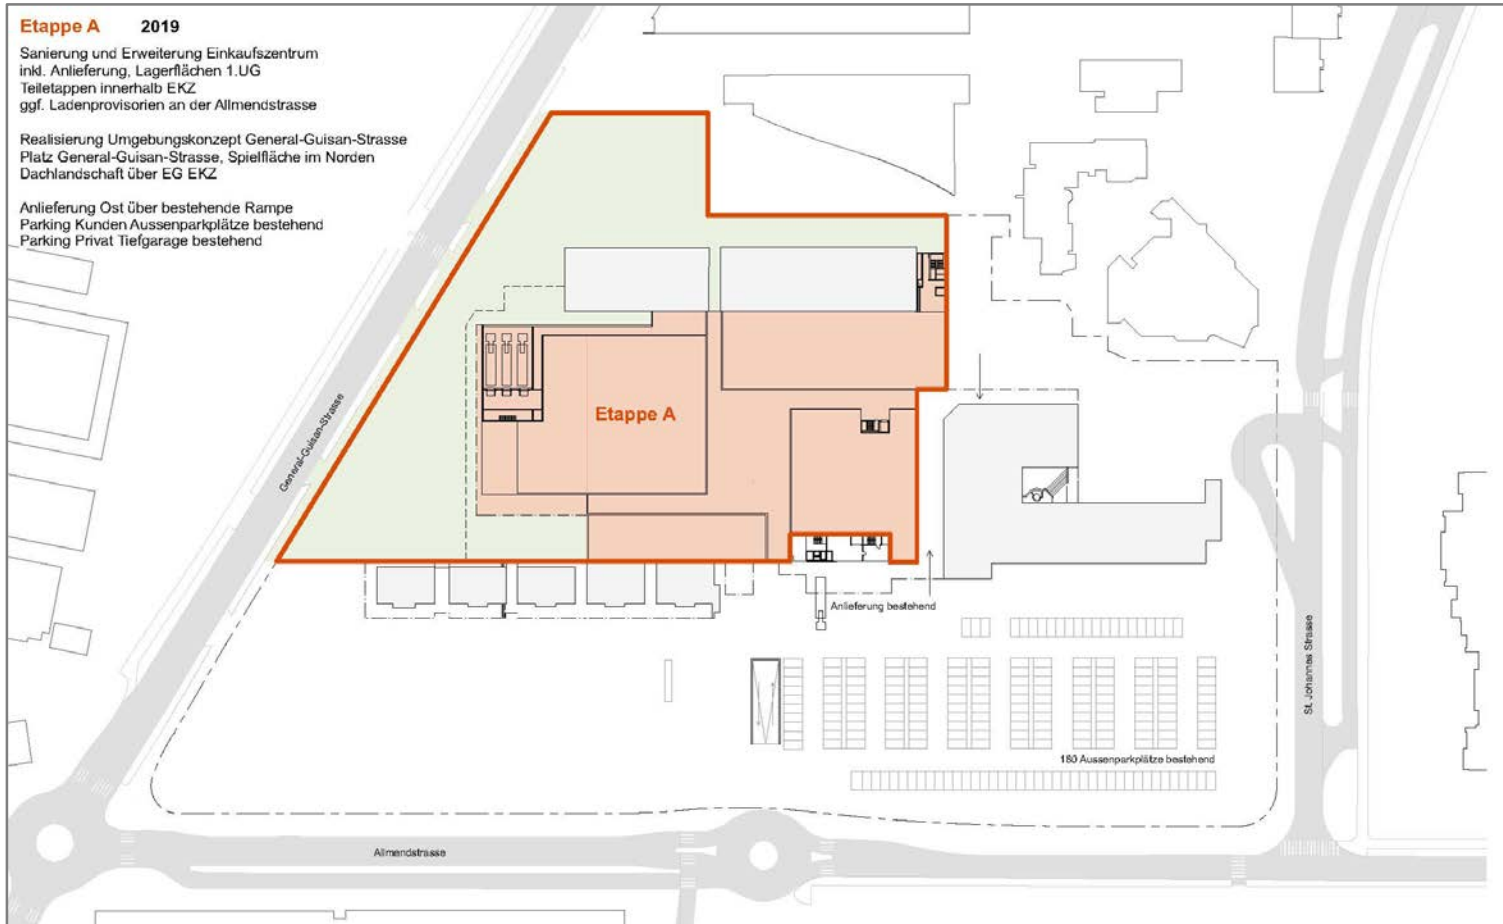 Etappe A 2019
Sanierung und Erweiterung Einkaufszentrum
inkl. Anlieferung, Lagerflächen 1.UG
Teiletappen innerhalb EKZ
ggf. Ladenprovisorien an der Allmendstrasse
Realisierung Umgebungskonzept General-Guisan-Strasse
Platz General-Guisan-Strasse, Spielfläche im Norden
Dachlandschaft über EG EKZ
Anlieferung Ost über bestehende Rampe
Parking Kunden Aussenparkplätze bestehend
Parking Privat Tiefgarage bestehend
General-Guisan-Strasse
Etappe A
Anlieferung bestehend
St. Johannes Strasse
180 Aussenparkplätze bestehend
Allmendstrasse